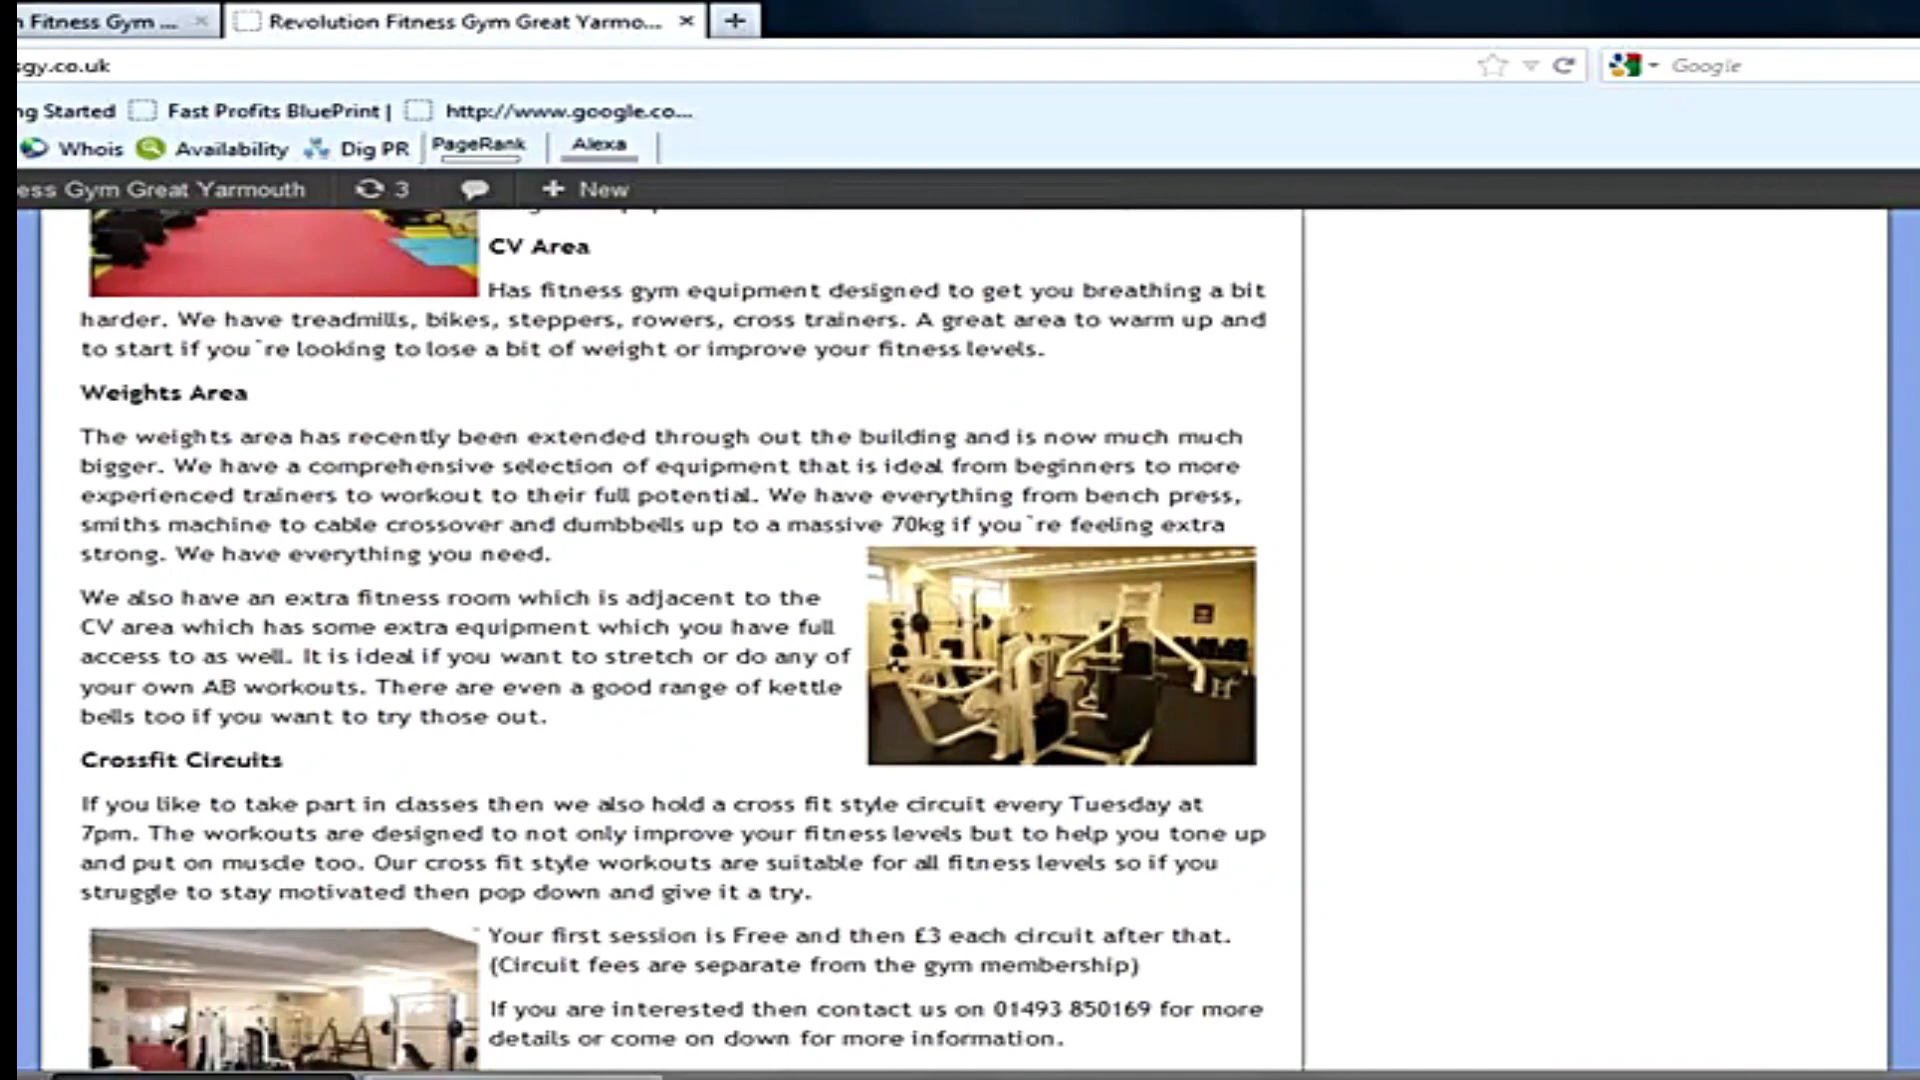 Fitness Gym ...
Revolution Fitness Gym Great Yarmo...
gy.co.uk
Google
ng Started
Fast Profits BluePrint |
http://www.google.co...
Whois
Availability
Dig PR
PageRank
Alexa
ess Gym Great Yarmouth
3
+ New
CV Area
Has fitness gym equipment designed to get you breathing a bit
harder. We have treadmills, bikes, steppers, rowers, cross trainers. A great area to warm up and
to start if you`re looking to lose a bit of weight or improve your fitness levels.
Weights Area
The weights area has recently been extended through out the building and is now much much
bigger. We have a comprehensive selection of equipment that is ideal from beginners to more
experienced trainers to workout to their full potential. We have everything from bench press,
smiths machine to cable crossover and dumbbells up to a massive 70kg if you`re feeling extra
strong. We have everything you need.
We also have an extra fitness room which is adjacent to the
CV area which has some extra equipment which you have full
access to as well. It is ideal if you want to stretch or do any of
your own AB workouts. There are even a good range of kettle
bells too if you want to try those out.
Crossfit Circuits
If you like to take part in classes then we also hold a cross fit style circuit every Tuesday at
7pm. The workouts are designed to not only improve your fitness levels but to help you tone up
and put on muscle too. Our cross fit style workouts are suitable for all fitness levels so if you
struggle to stay motivated then pop down and give it a try.
Your first session is Free and then £3 each circuit after that.
(Circuit fees are separate from the gym membership)
If you are interested then contact us on 01493 850169 for more
details or come on down for more information.